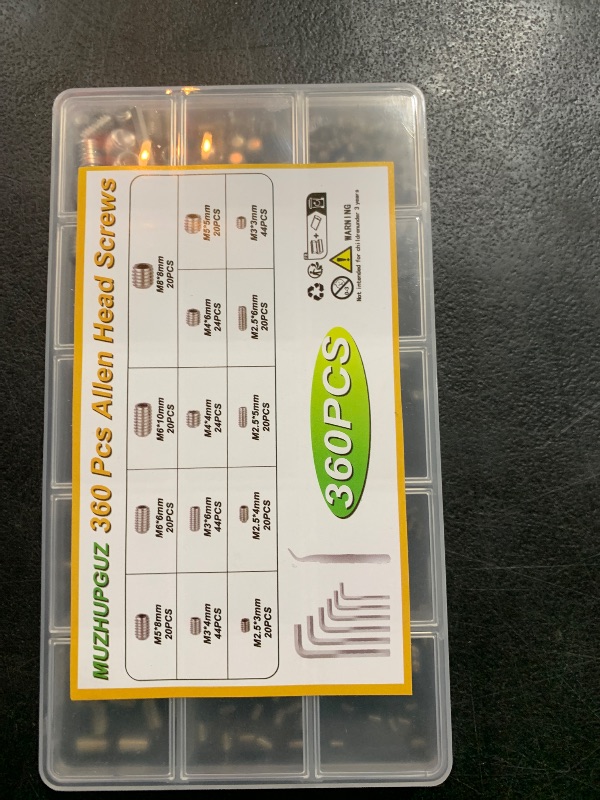 MUZHUPGUZ 360 Pcs Allen Head Screws
M5*8mm
20PCS
M6*6mm
20PCS
M6*10mm
20PCS
M8*8mm
20PCS
M3*4mm
44PCS
M3*6mm
44PCS
M4*4mm
24PCS
M4*6mm
24PCS
M5*5mm
20PCS
M2.5*3mm
20PCS
M2.5*4mm
20PCS
M2.5*5mm
20PCS
M2.5*6mm
20PCS
M3*3mm
44PCS
360PCS
0-3
WARNING
Not intended for childrenunder 3 years